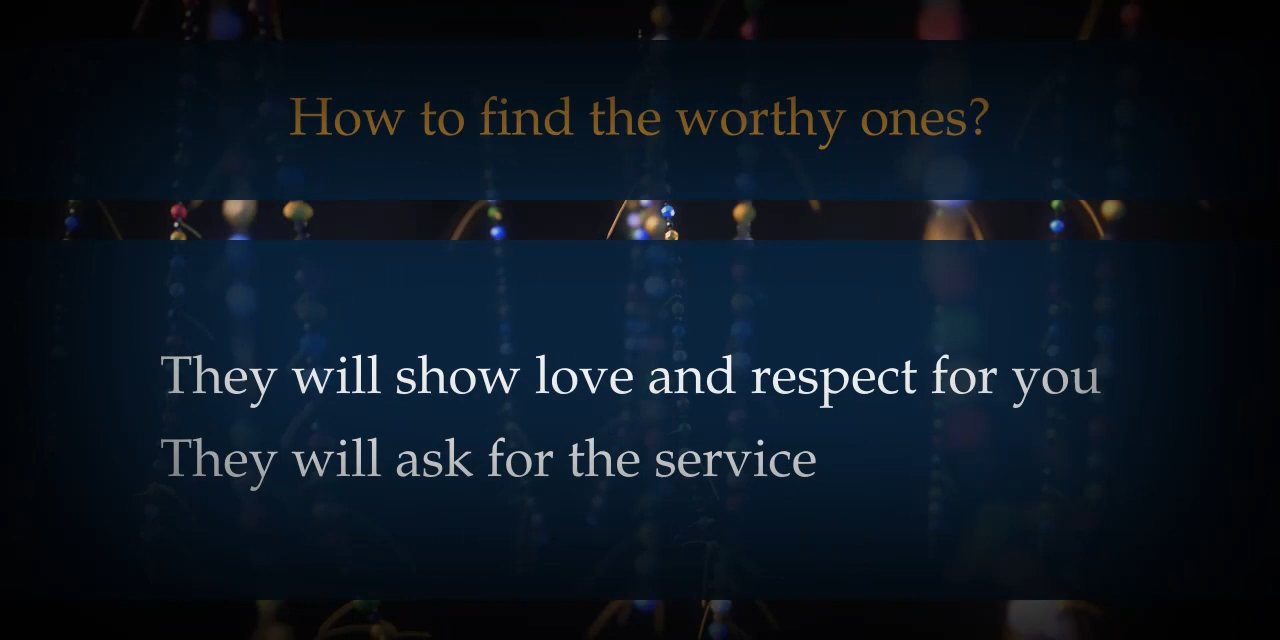 How to find the worthy ones?
They will show love and respect for you
They will ask for the service